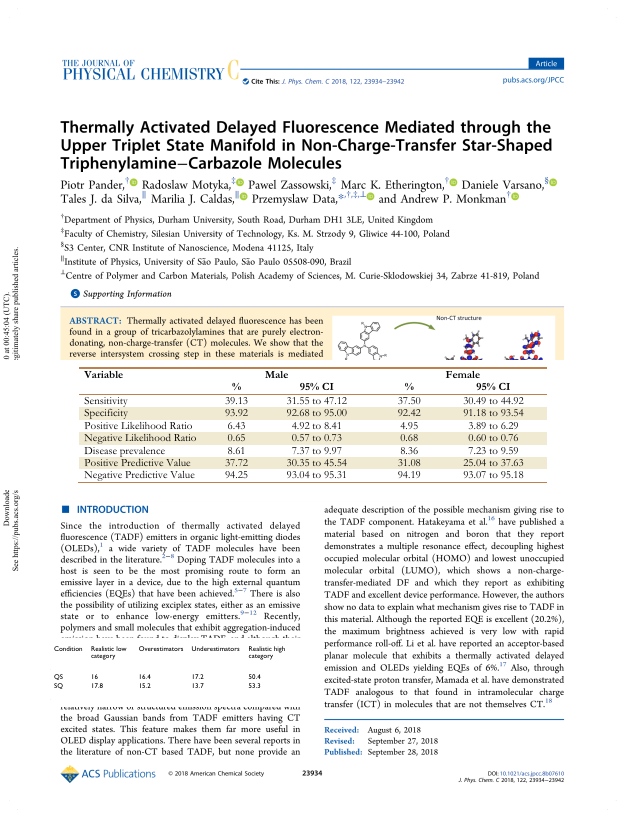 THE JOURNAL OF
PHYSICAL CHEMISTRY C
Article
Cite This: J. Phys. Chem. C 2018, 122, 23934−23942
pubs.acs.org/JPCC
Thermally Activated Delayed Fluorescence Mediated through the
Upper Triplet State Manifold in Non-Charge-Transfer Star-Shaped
Triphenylamine−Carbazole Molecules
Piotr Pander,† Radoslaw Motyka,‡ Pawel Zassowski,‡ Marc K. Etherington,† Daniele Varsano,§
Tales J. da Silva,∥ Marilia J. Caldas,∥ Przemyslaw Data,*,†,‡,⊥ and Andrew P. Monkman†
†Department of Physics, Durham University, South Road, Durham DH1 3LE, United Kingdom
‡Faculty of Chemistry, Silesian University of Technology, Ks. M. Strzody 9, Gliwice 44-100, Poland
§S3 Center, CNR Institute of Nanoscience, Modena 41125, Italy
∥Institute of Physics, University of São Paulo, São Paulo 05508-090, Brazil
⊥Centre of Polymer and Carbon Materials, Polish Academy of Sciences, M. Curie-Sklodowskiej 34, Zabrze 41-819, Poland
S Supporting Information
ABSTRACT: Thermally activated delayed fluorescence has been
found in a group of tricarbazolylamines that are purely electron-
donating, non-charge-transfer (CT) molecules. We show that the
reverse intersystem crossing step in these materials is mediated
Non-CT structure
Variable Male Female
% 95% CI % 95% CI
Sensitivity 39.13 31.55 to 47.12 37.50 30.49 to 44.92
Specificity 93.92 92.68 to 95.00 92.42 91.18 to 93.54
Positive Likelihood Ratio 6.43 4.92 to 8.41 4.95 3.89 to 6.29
Negative Likelihood Ratio 0.65 0.57 to 0.73 0.68 0.60 to 0.76
Disease prevalence 8.61 7.37 to 9.97 8.36 7.23 to 9.59
Positive Predictive Value 37.72 30.35 to 45.54 31.08 25.04 to 37.63
Negative Predictive Value 94.25 93.04 to 95.31 94.19 93.07 to 95.18
■ INTRODUCTION
Since the introduction of thermally activated delayed
fluorescence (TADF) emitters in organic light-emitting diodes
(OLEDs),1 a wide variety of TADF molecules have been
described in the literature.2−8 Doping TADF molecules into a
host is seen to be the most promising route to form an
emissive layer in a device, due to the high external quantum
efficiencies (EQEs) that have been achieved.5−7 There is also
the possibility of utilizing exciplex states, either as an emissive
state or to enhance low-energy emitters.9−12 Recently,
polymers and small molecules that exhibit aggregation-induced
Condition Realistic low category Overestimators Underestimators Realistic high category
QS 16 16.4 17.2 50.4
SQ 17.8 15.2 13.7 53.3
relatively narrow or structured emission spectra compared with
the broad Gaussian bands from TADF emitters having CT
excited states. This feature makes them far more useful in
OLED display applications. There have been several reports in
the literature of non-CT based TADF, but none provide an
adequate description of the possible mechanism giving rise to
the TADF component. Hatakeyama et al.16 have published a
material based on nitrogen and boron that they report
demonstrates a multiple resonance effect, decoupling highest
occupied molecular orbital (HOMO) and lowest unoccupied
molecular orbital (LUMO), which shows a non-charge-
transfer-mediated DF and which they report as exhibiting
TADF and excellent device performance. However, the authors
show no data to explain what mechanism gives rise to TADF in
this material. Although the reported EQE is excellent (20.2%),
the maximum brightness achieved is very low with rapid
performance roll-off. Li et al. have reported an acceptor-based
planar molecule that exhibits a thermally activated delayed
emission and OLEDs yielding EQEs of 6%.17 Also, through
excited-state proton transfer, Mamada et al. have demonstrated
TADF analogous to that found in intramolecular charge
transfer (ICT) in molecules that are not themselves CT.18
Received: August 6, 2018
Revised: September 27, 2018
Published: September 28, 2018
ACS Publications
© 2018 American Chemical Society
23934
DOI: 10.1021/acs.jpcc.8b07610
J. Phys. Chem. C 2018, 122, 23934−23942
Downloade
See https://pubs.acs.org/s
0 at 00:45:04 (UTC).
gitimately share published articles.